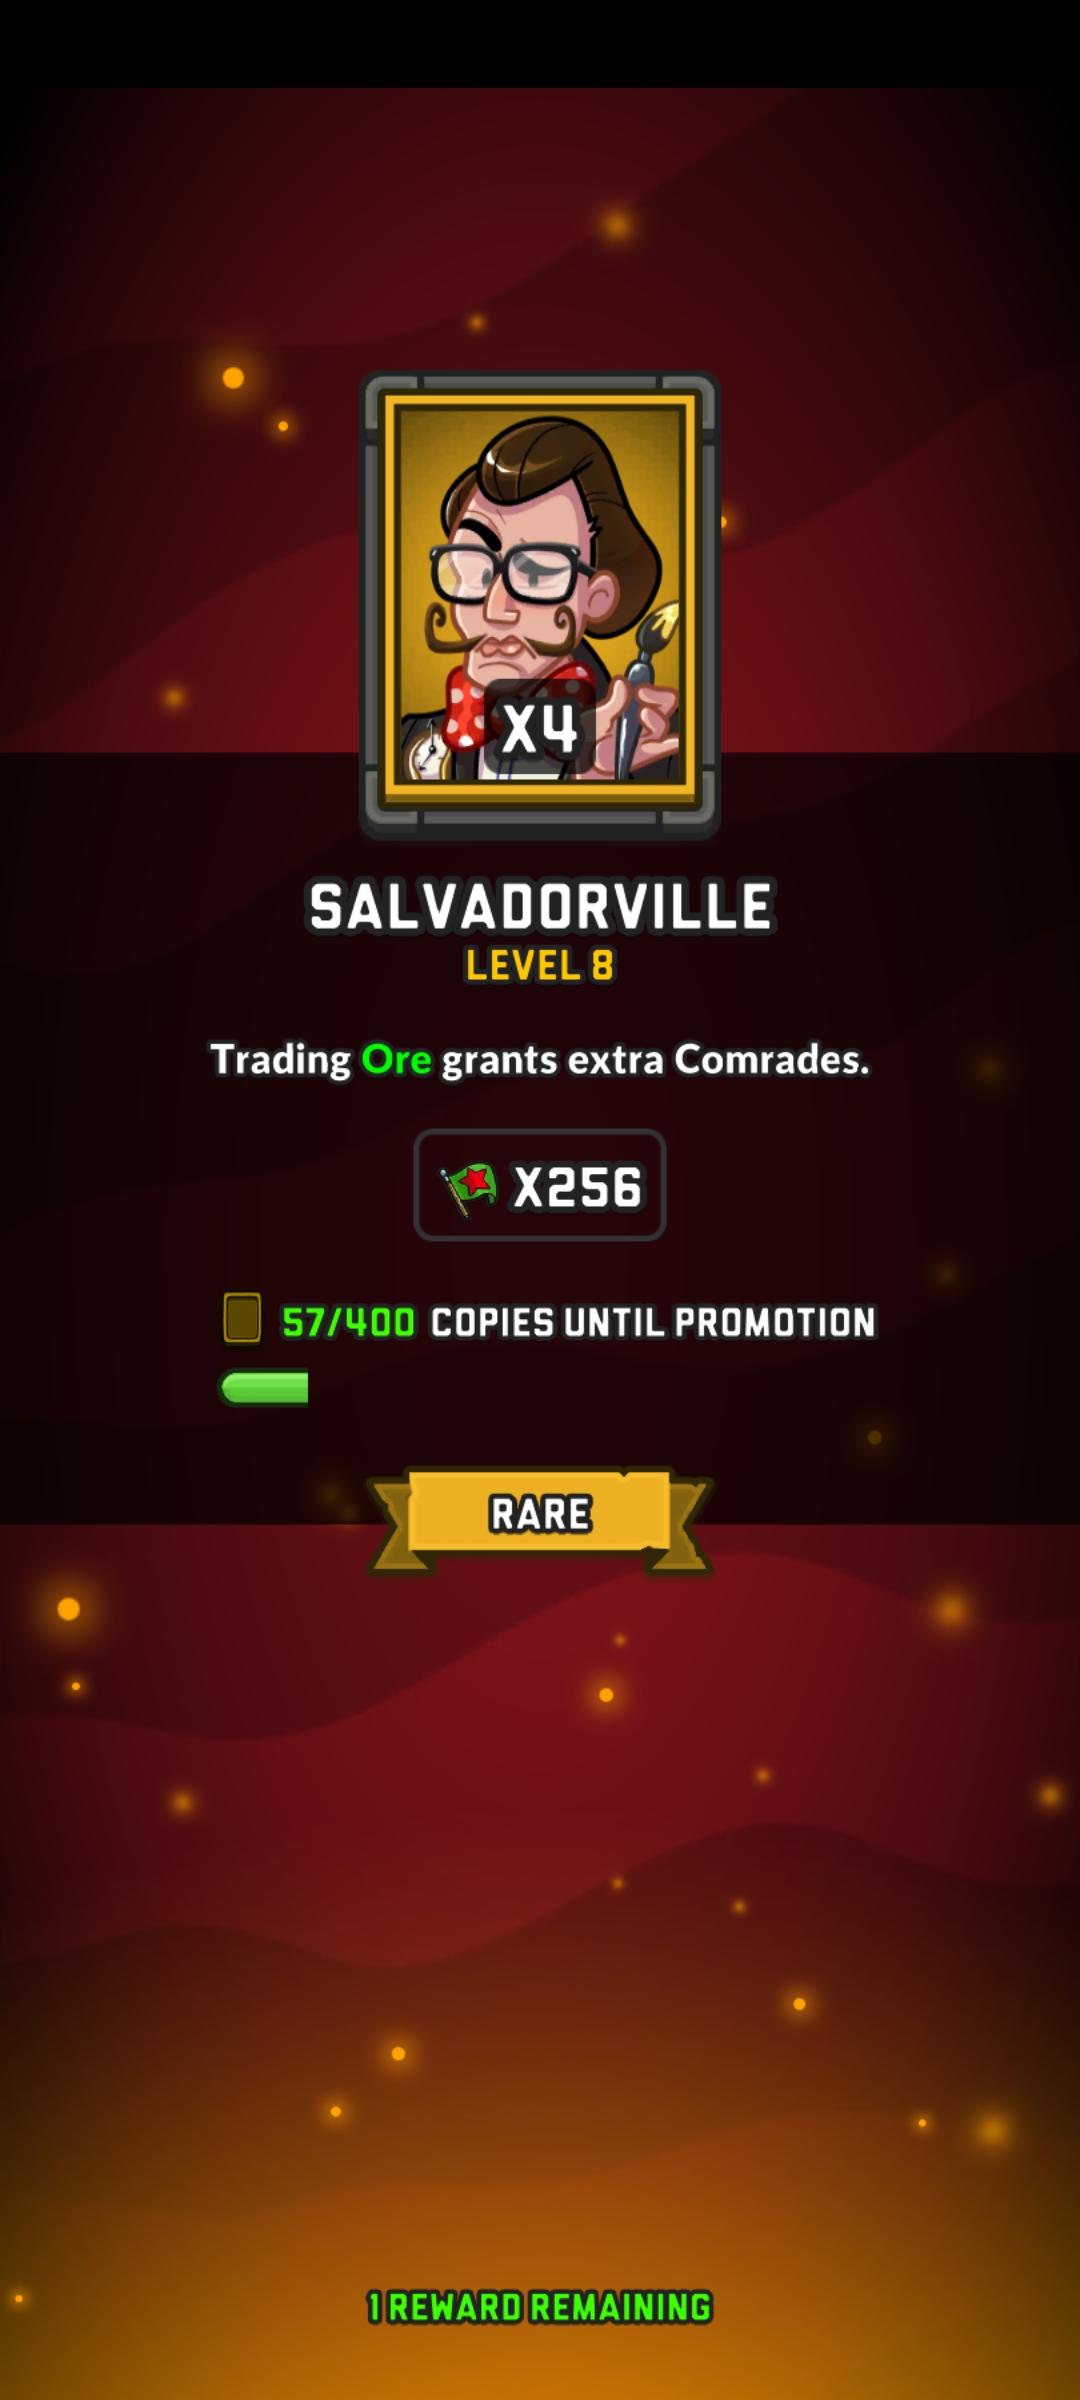 X4
SALVADORVILLE
LEVEL 8
Trading Ore grants extra Comrades.
X256
57/400 COPIES UNTIL PROMOTION
RARE
1 REWARD REMAINING